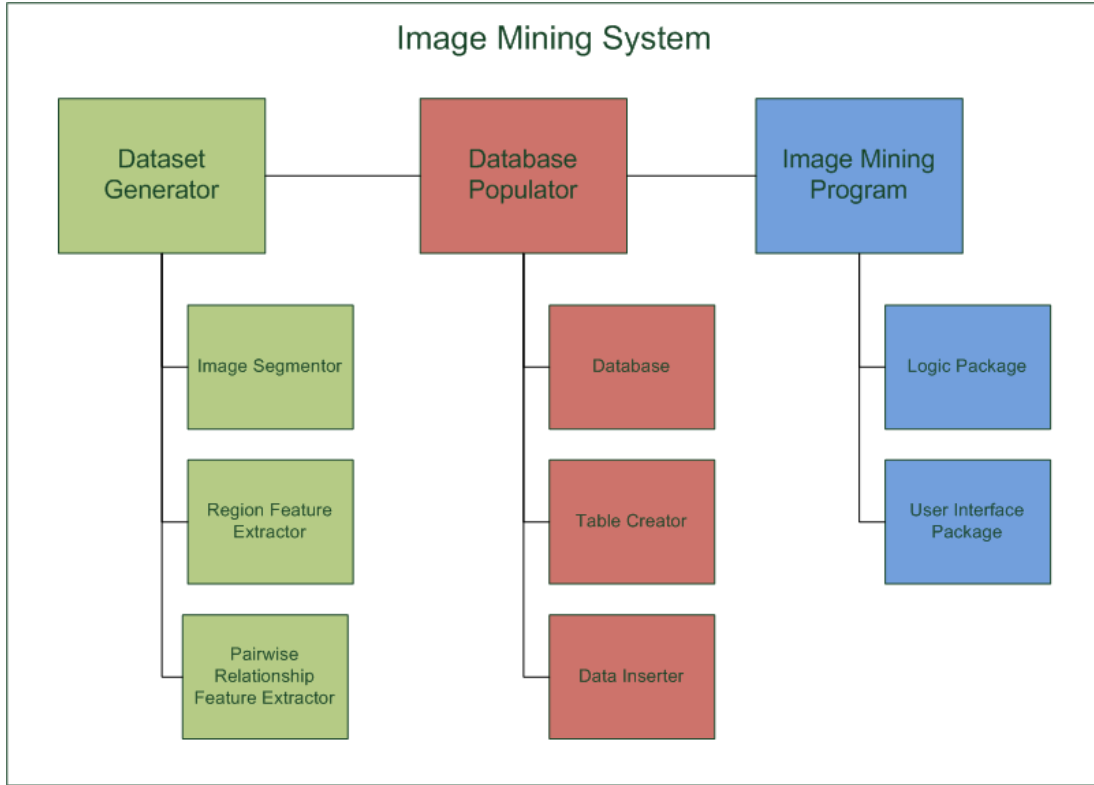 Image Mining System
Dataset
Generator
Database
Populator
Image Mining
Program
Image Segmentor
Region Feature
Extractor
Pairwise
Relationship
Feature Extractor
Database
Table Creator
Data Inserter
Logic Package
User Interface
Package